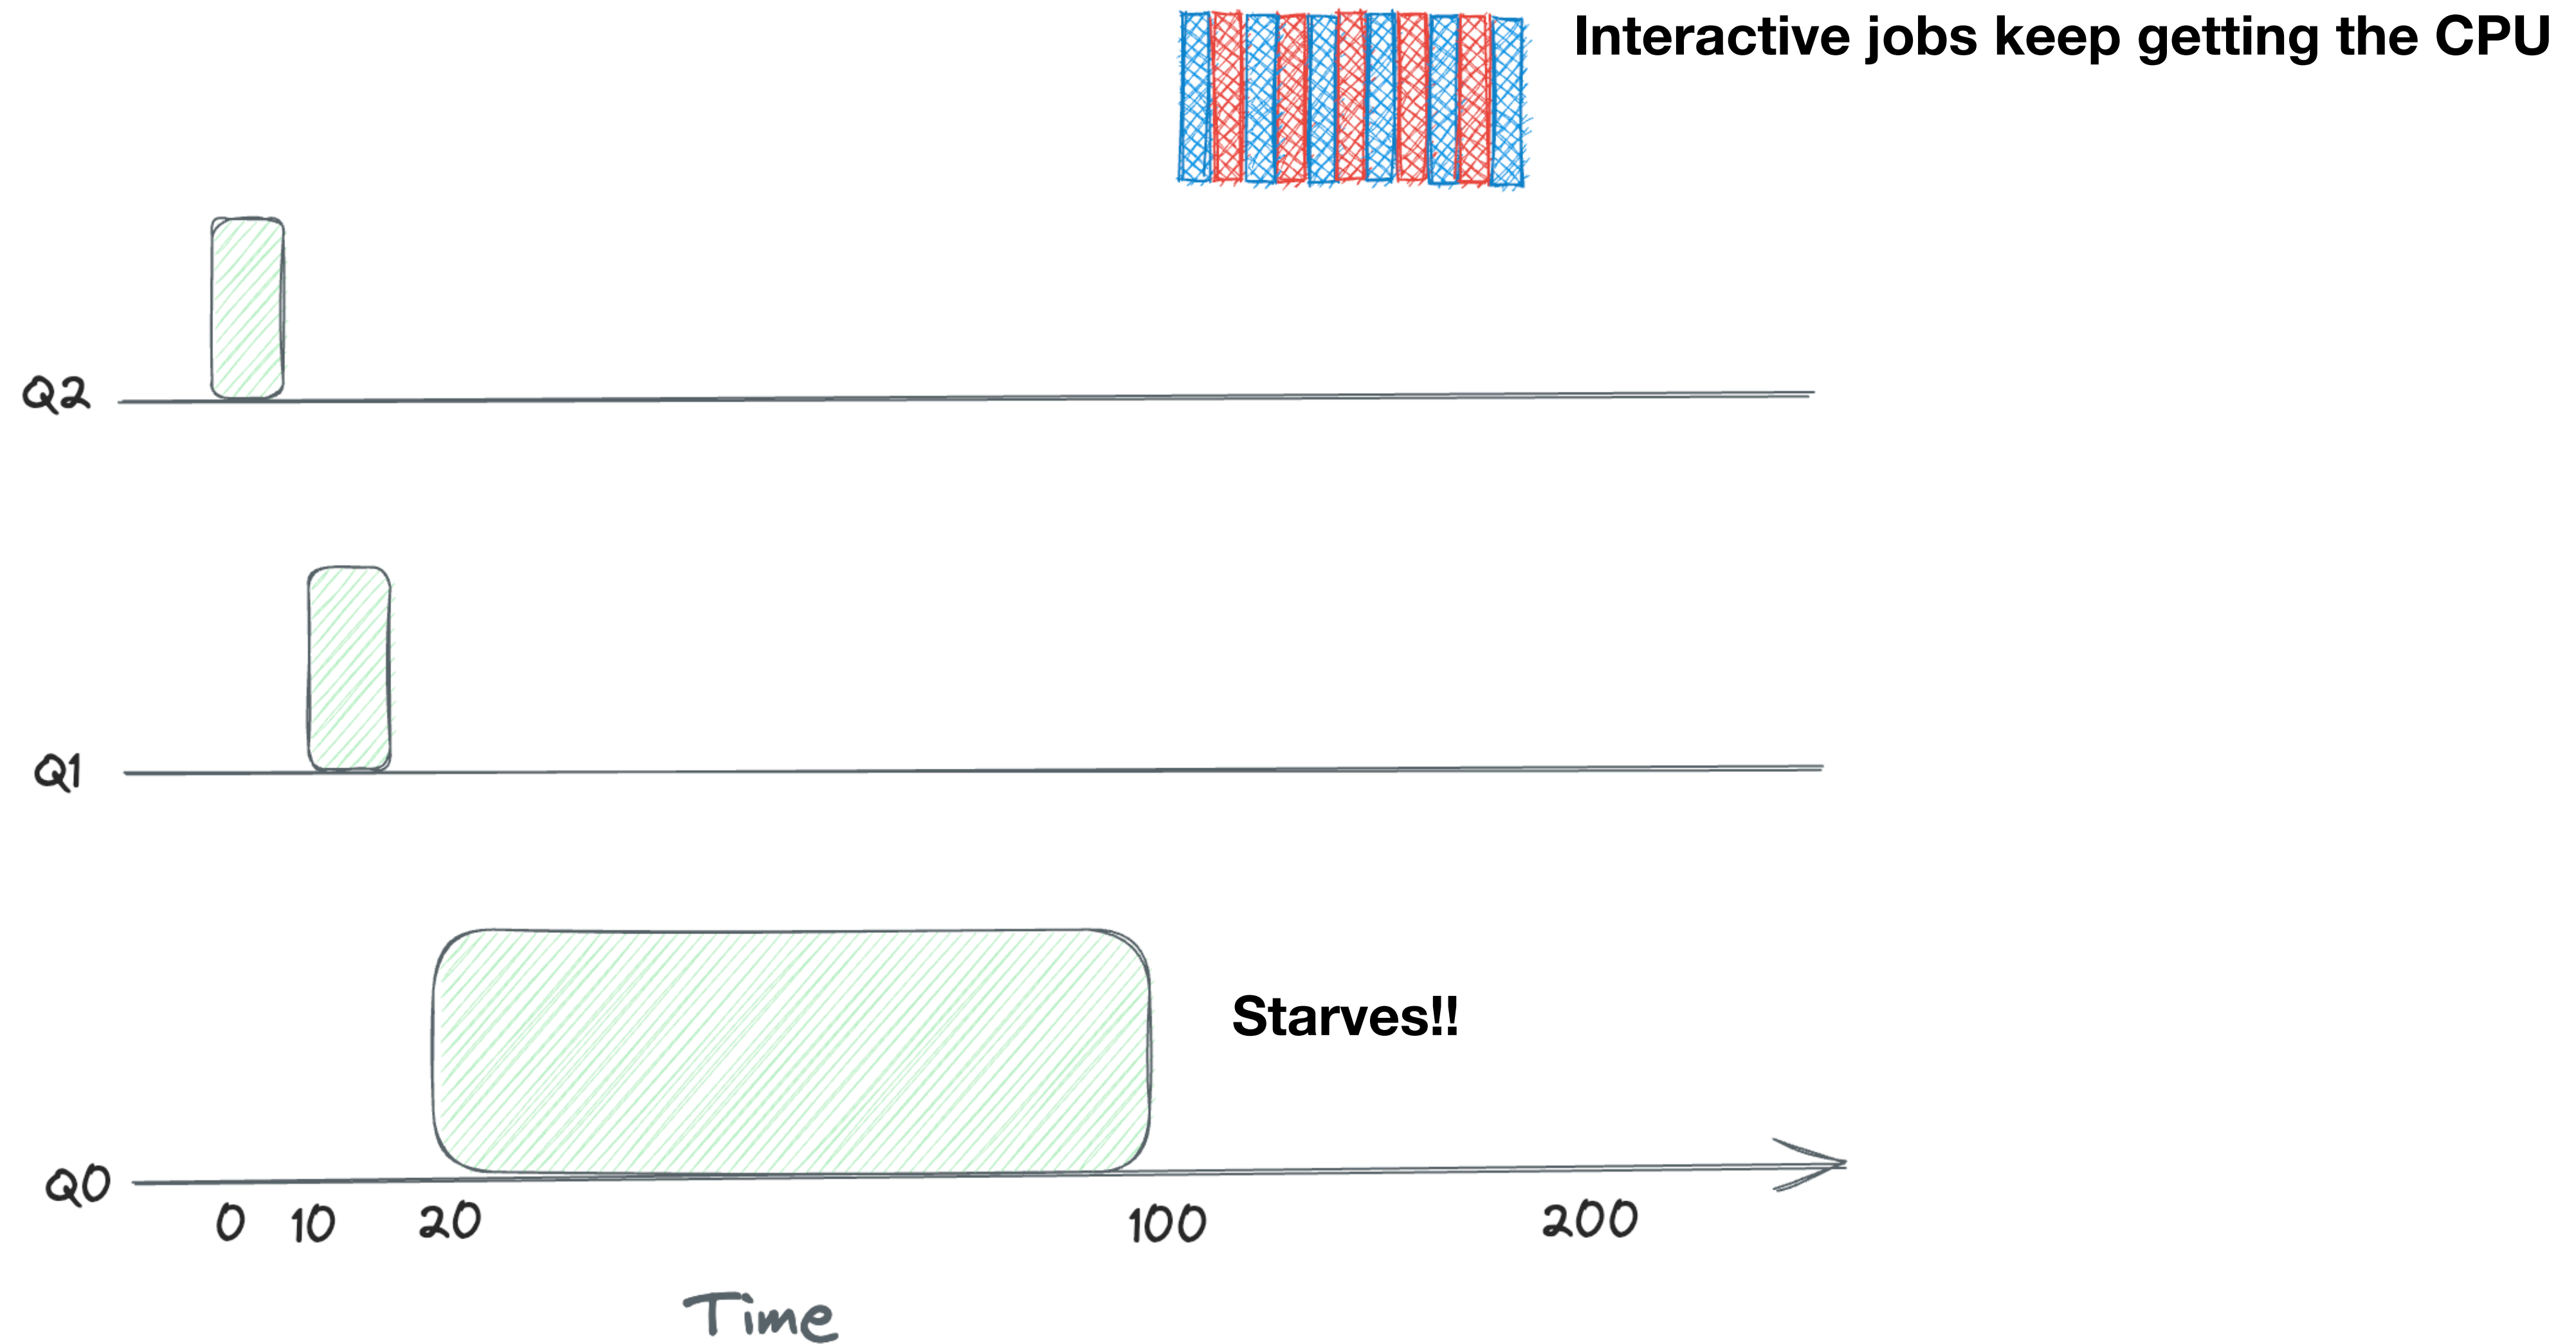 Interactive jobs keep getting the CPU
Q2
Q1
Starves!!
Q0
0 10 20 100 200
Time